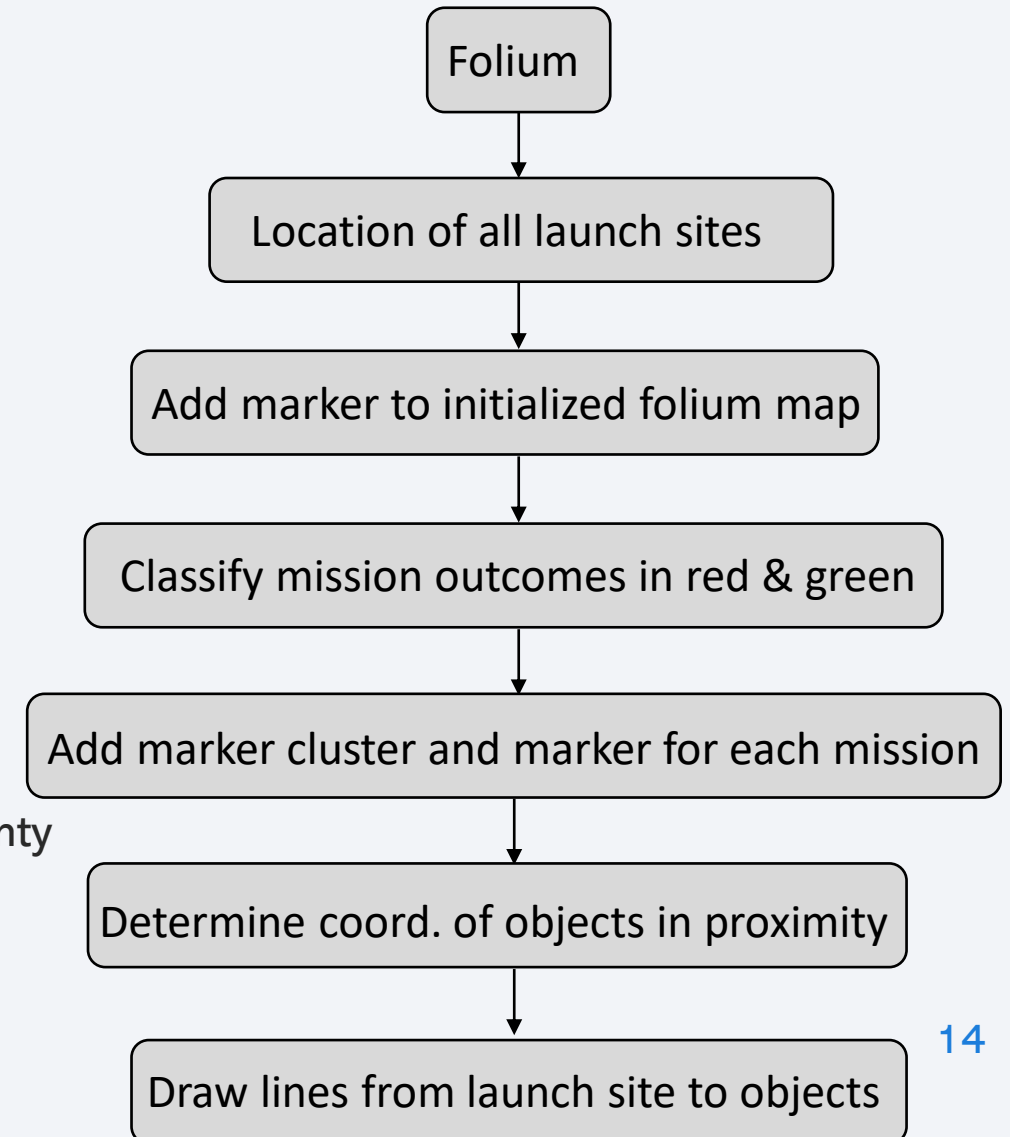 Folium
Location of all launch sites
Add marker to initialized folium map
Classify mission outcomes in red & green
Add marker cluster and marker for each mission
nty
Determine coord. of objects in proximity
14
Draw lines from launch site to objects